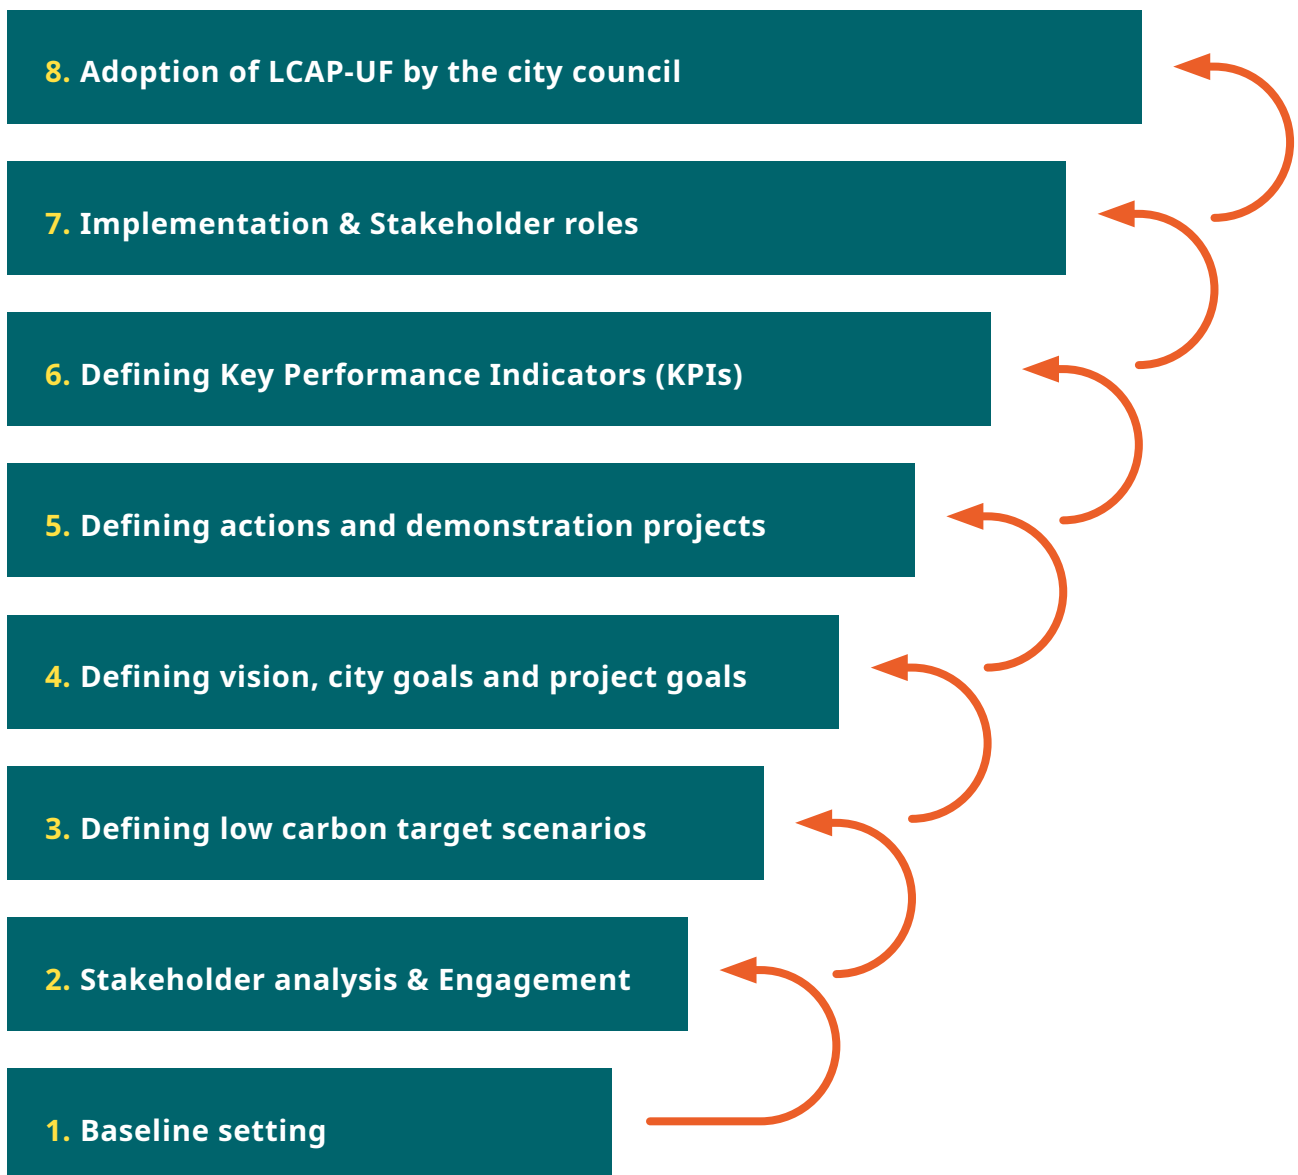 8. Adoption of LCAP-UF by the city council
7. Implementation & Stakeholder roles
6. Defining Key Performance Indicators (KPIs)
5. Defining actions and demonstration projects
4. Defining vision, city goals and project goals
3. Defining low carbon target scenarios
2. Stakeholder analysis & Engagement
1. Baseline setting